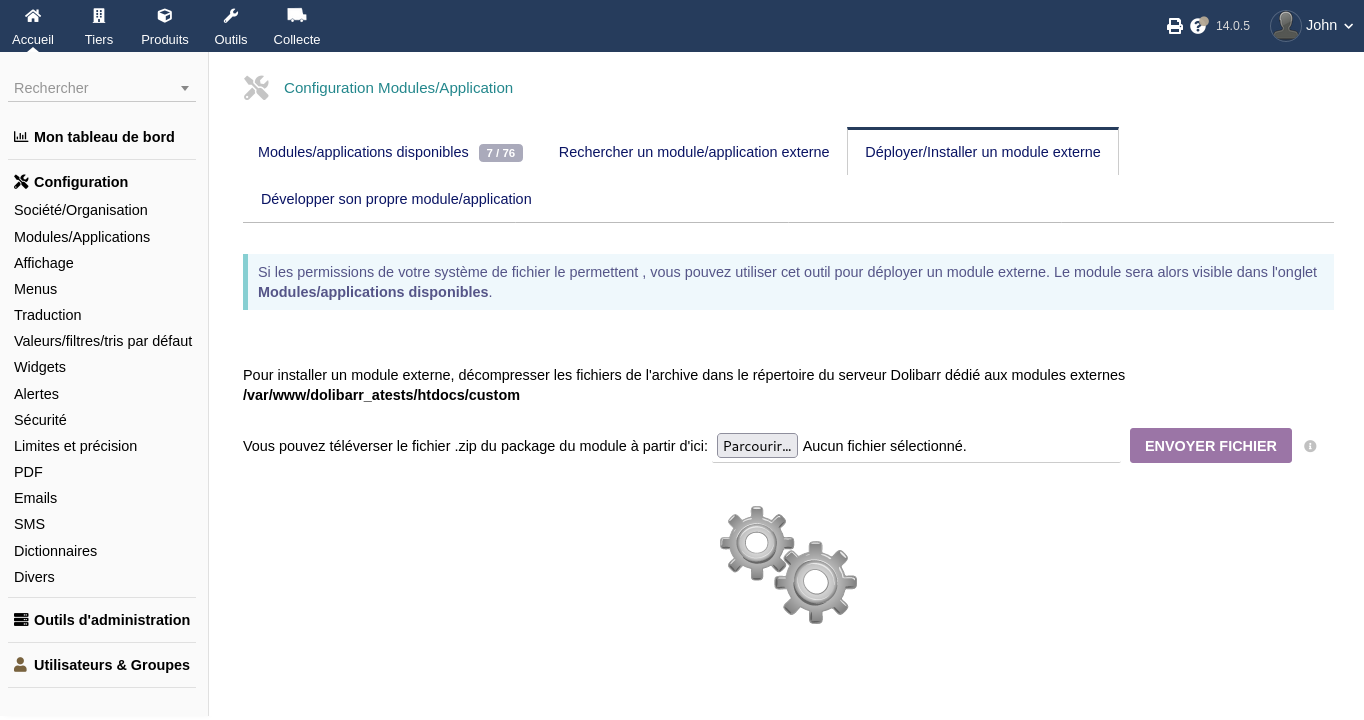 Accueil Tiers Produits Outils Collecte
14.0.5 John
Rechercher
Mon tableau de bord
Configuration
Société/Organisation
Modules/Applications
Affichage
Menus
Traduction
Valeurs/filtres/tris par défaut
Widgets
Alertes
Sécurité
Limites et précision
PDF
Emails
SMS
Dictionnaires
Divers
Outils d'administration
Utilisateurs & Groupes
Configuration Modules/Application
Modules/applications disponibles 7 / 76 Rechercher un module/application externe Déployer/Installer un module externe
Développer son propre module/application
Si les permissions de votre système de fichier le permettent , vous pouvez utiliser cet outil pour déployer un module externe. Le module sera alors visible dans l'onglet
Modules/applications disponibles.
Pour installer un module externe, décompresser les fichiers de l'archive dans le répertoire du serveur Dolibarr dédié aux modules externes
/var/www/dolibarr_atests/htdocs/custom
Vous pouvez téléverser le fichier .zip du package du module à partir d'ici: Parcourir... Aucun fichier sélectionné. ENVOYER FICHIER